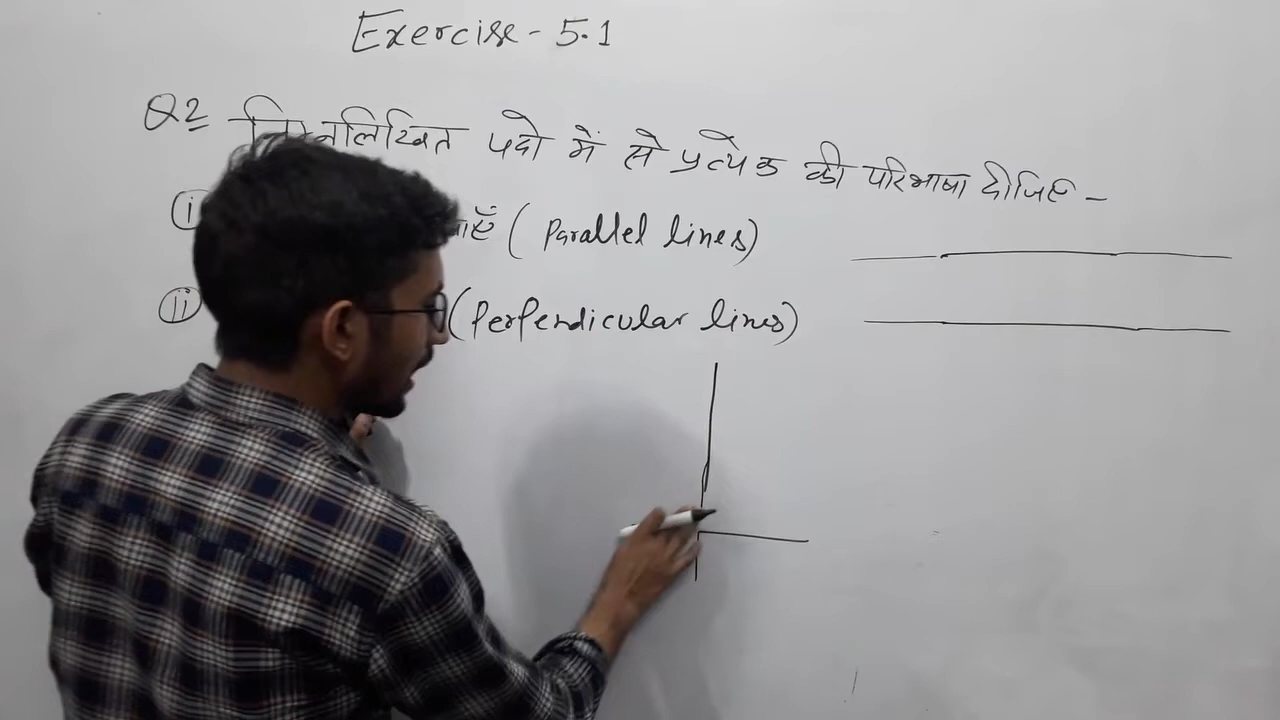 Exercise - 5.1
Q2 निम्नलिखित पदो में से प्रत्येक की परिभाषा दीजिए -
(i) (Parallel lines)
(ii) (Perpendicular lines)